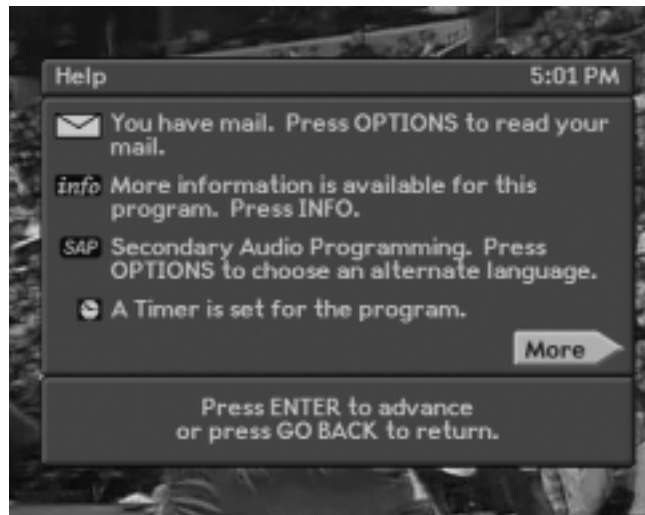 Help 5:01 PM
You have mail. Press OPTIONS to read your
mail.
info More information is available for this
program. Press INFO.
SAP Secondary Audio Programming. Press
OPTIONS to choose an alternate language.
A Timer is set for the program.
More
Press ENTER to advance
or press GO BACK to return.